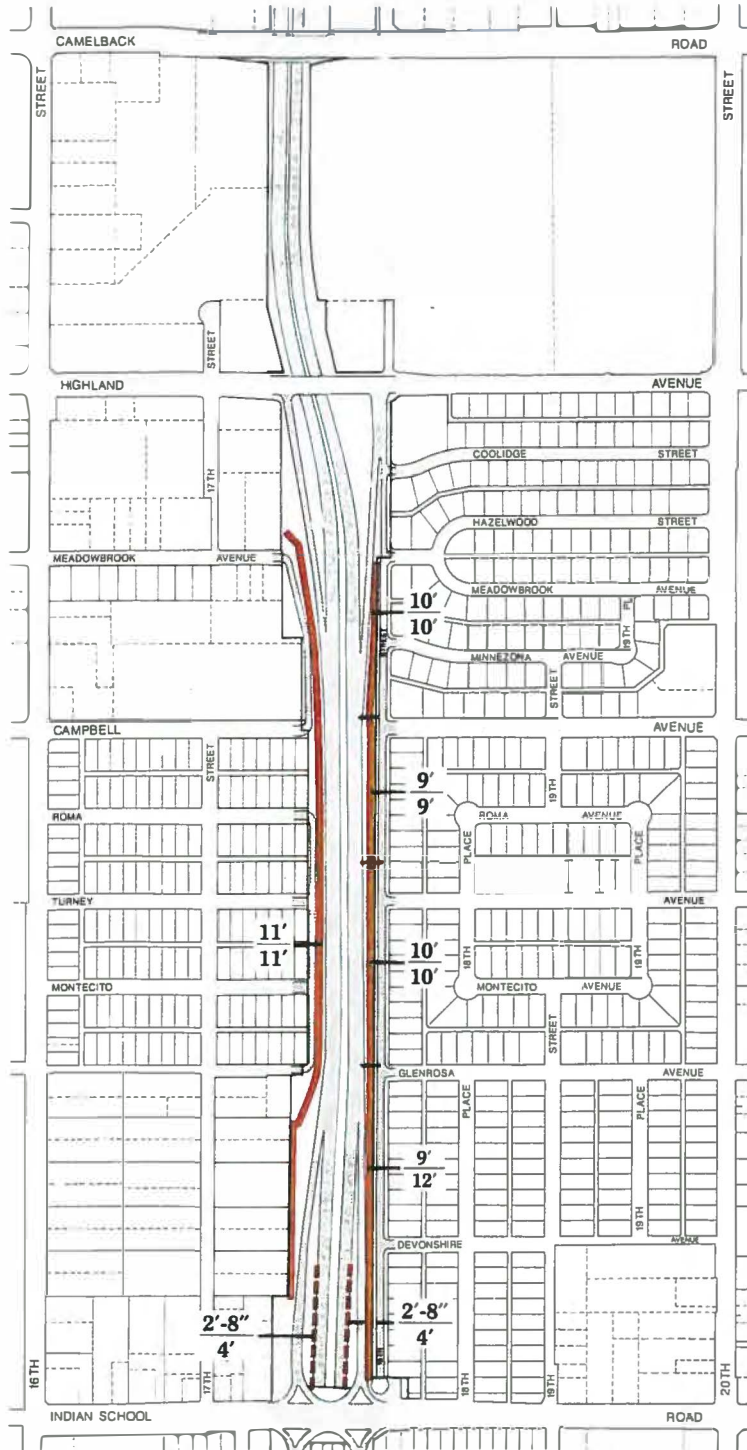 CAMELBACK
ROAD
STREET
STREET
STREET
HIGHLAND
AVENUE
COOLIDGE
STREET
17TH
HAZELWOOD
STREET
MEADOWBROOK
AVENUE
MEADOWBROOK
AVENUE
10'
10'
19TH
PL
STREET
MINNEZONA
AVENUE
STREET
CAMPBELL
AVENUE
STREET
9'
9'
19TH
ROMA
ROMA
AVENUE
PLACE
PLACE
TURNEY
AVENUE
11'
11'
10'
10'
18TH
19TH
MONTECITO
MONTECITO
AVENUE
STREET
GLENROSA
AVENUE
PLACE
PLACE
9'
12'
19TH
DEVONSHIRE
AVENUE
2'-8"
4'
2'-8"
4'
16TH
17TH
18TH
18TH
19TH
20TH
INDIAN SCHOOL
ROAD